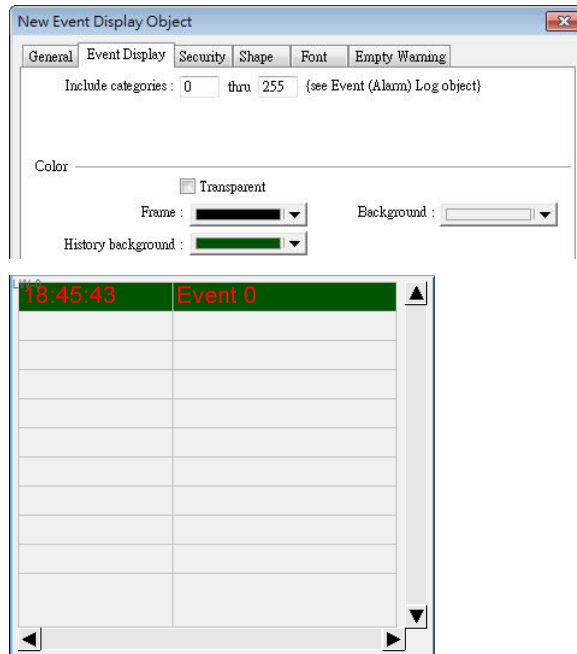 New Event Display Object
General Event Display Security Shape Font Empty Warning
Include categories : 0 thru 255 {see Event (Alarm) Log object}
Color
Transparent
Frame : Background :
History background :
18:45:43 Event 0